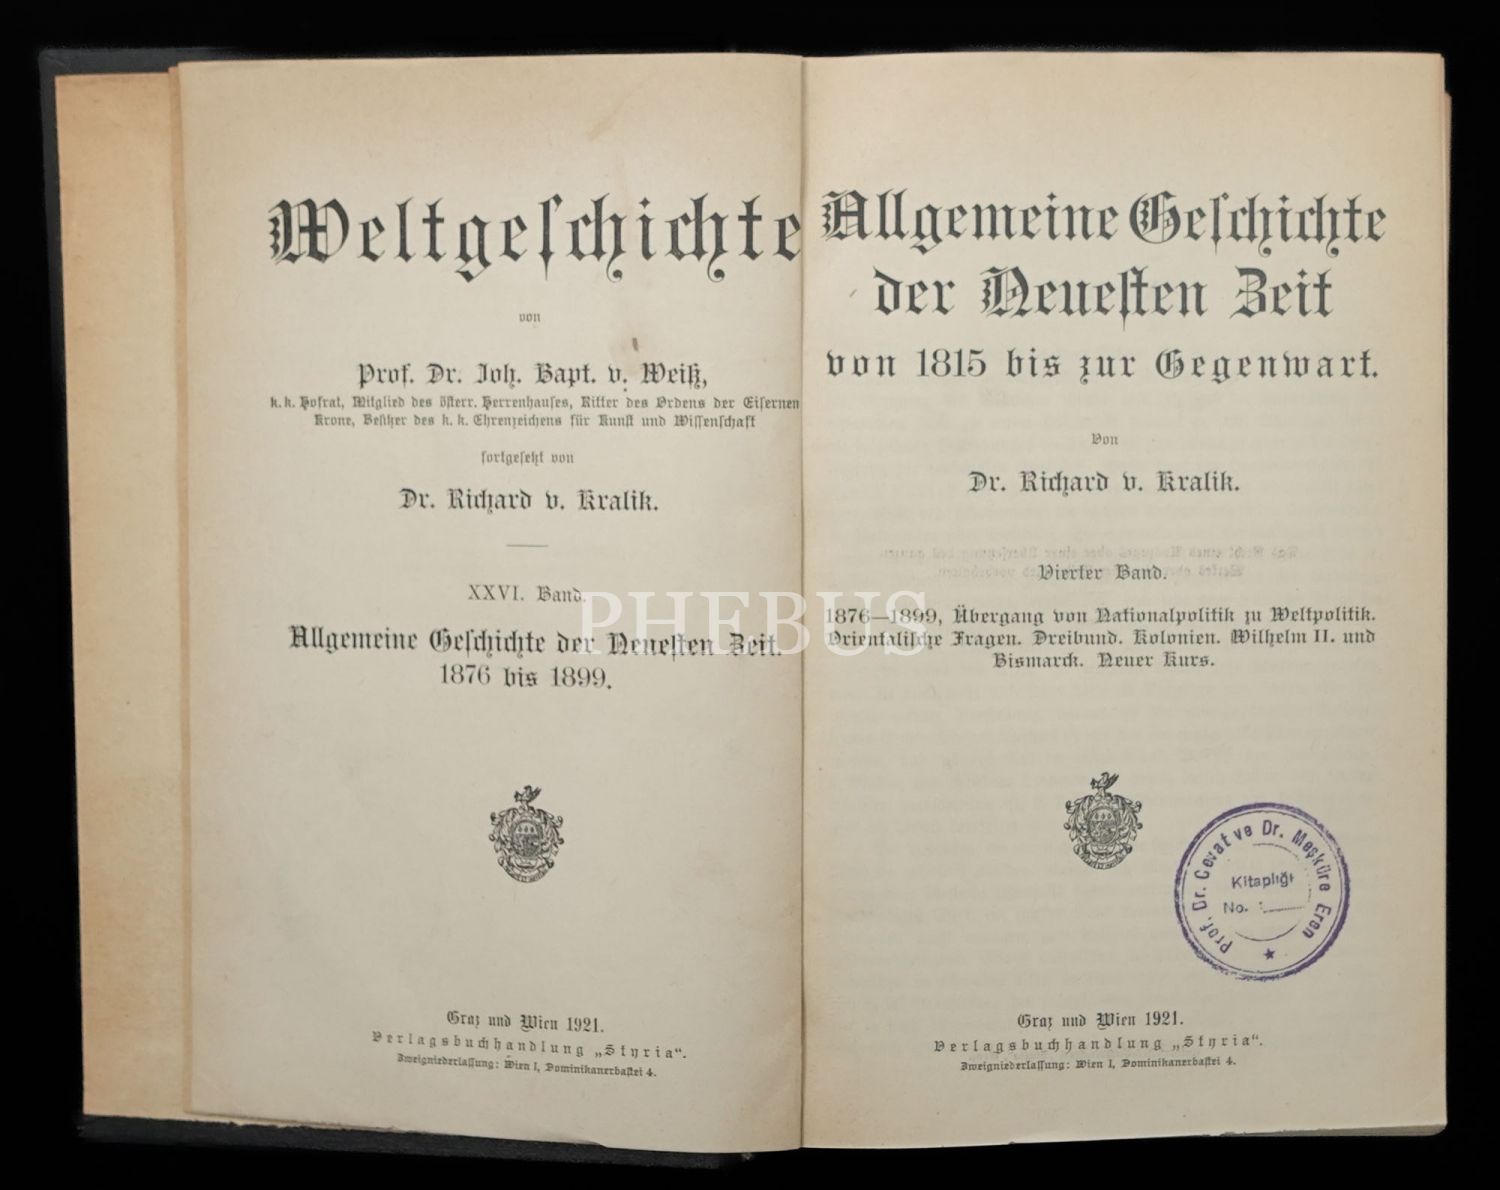 Weltgeschichte
von
Prof. Dr. Joh. Bapt. v. Weiß,
k. k. Hofrat, Mitglied des österr. Herrenhauses, Ritter des Ordens der Eisernen
Krone, Besitzer des k. k. Ehrenzeichens für Kunst und Wissenschaft
fortgesetzt von
Dr. Richard v. Kralik.
XXVI. Band.
Allgemeine Geschichte der Neuesten Zeit.
1876 bis 1899.
Graz und Wien 1921.
Verlagsbuchhandlung „Styria“.
Zweigniederlassung: Wien I, Dominikanerbastei 4.
Allgemeine Geschichte
der Neuesten Zeit
von 1815 bis zur Gegenwart.
Von
Dr. Richard v. Kralik.
Vierter Band.
1876—1899, Übergang von Nationalpolitik zu Weltpolitik.
Orientalische Fragen. Dreibund. Kolonien. Wilhelm II. und
Bismarck. Neuer Kurs.
Prof. Dr. Cevat ve Dr. Meşküre Eren
Kitaplığı
No.
Graz und Wien 1921.
Verlagsbuchhandlung „Styria“.
Zweigniederlassung: Wien I, Dominikanerbastei 4.
PHEBUS